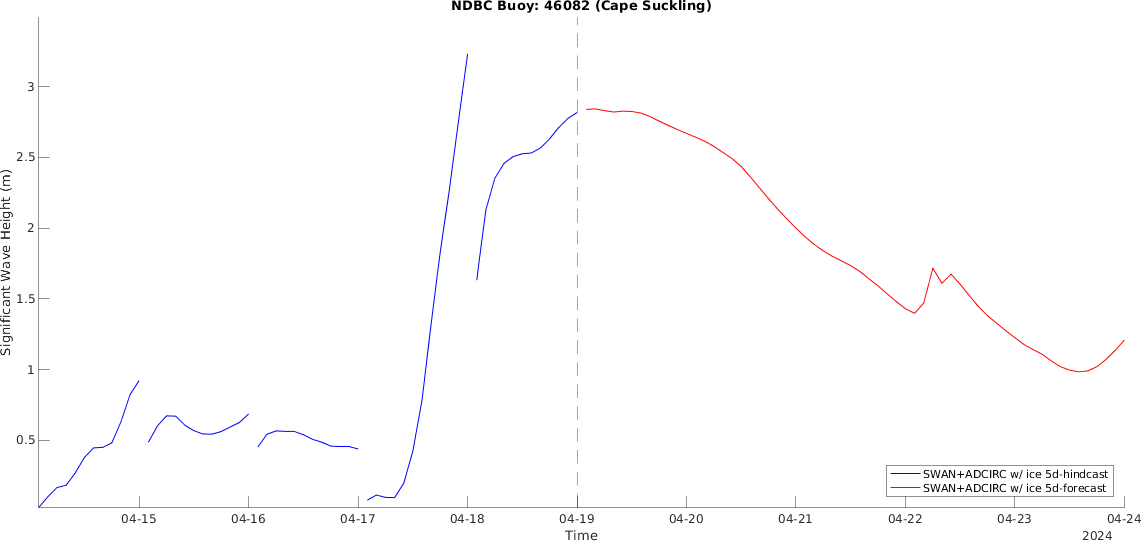 NDBC Buoy: 46082 (Cape Suckling)
Significant Wave Height (m)
3
2.5
2
1.5
1
0.5
SWAN+ADCIRC w/ ice 5d-hindcast
SWAN+ADCIRC w/ ice 5d-forecast
04-15 04-16 04-17 04-18 04-19 04-20 04-21 04-22 04-23 04-24
Time
2024